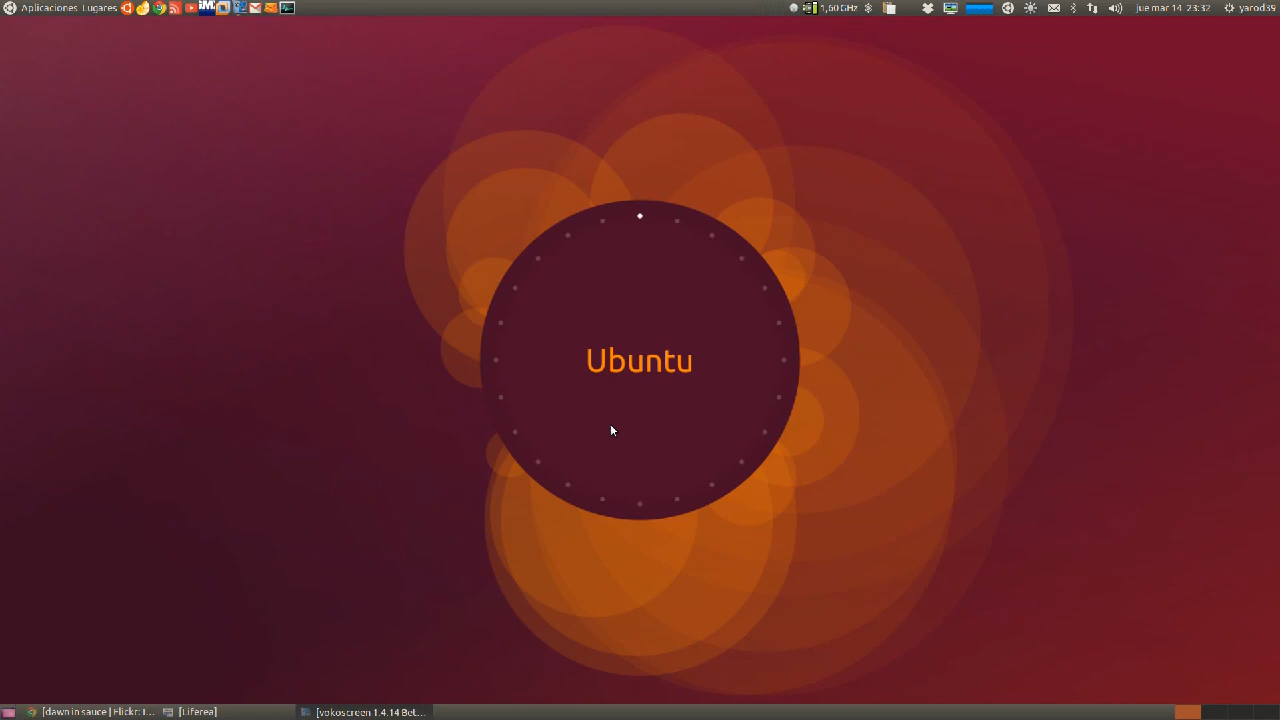 Aplicaciones Lugares
1,60 GHz
jue mar 14, 23:32
yarod39
Ubuntu
[dawn in sauce | Flickr: I...
[Liferea]
[vokoscreen 1.4.14 Bet...